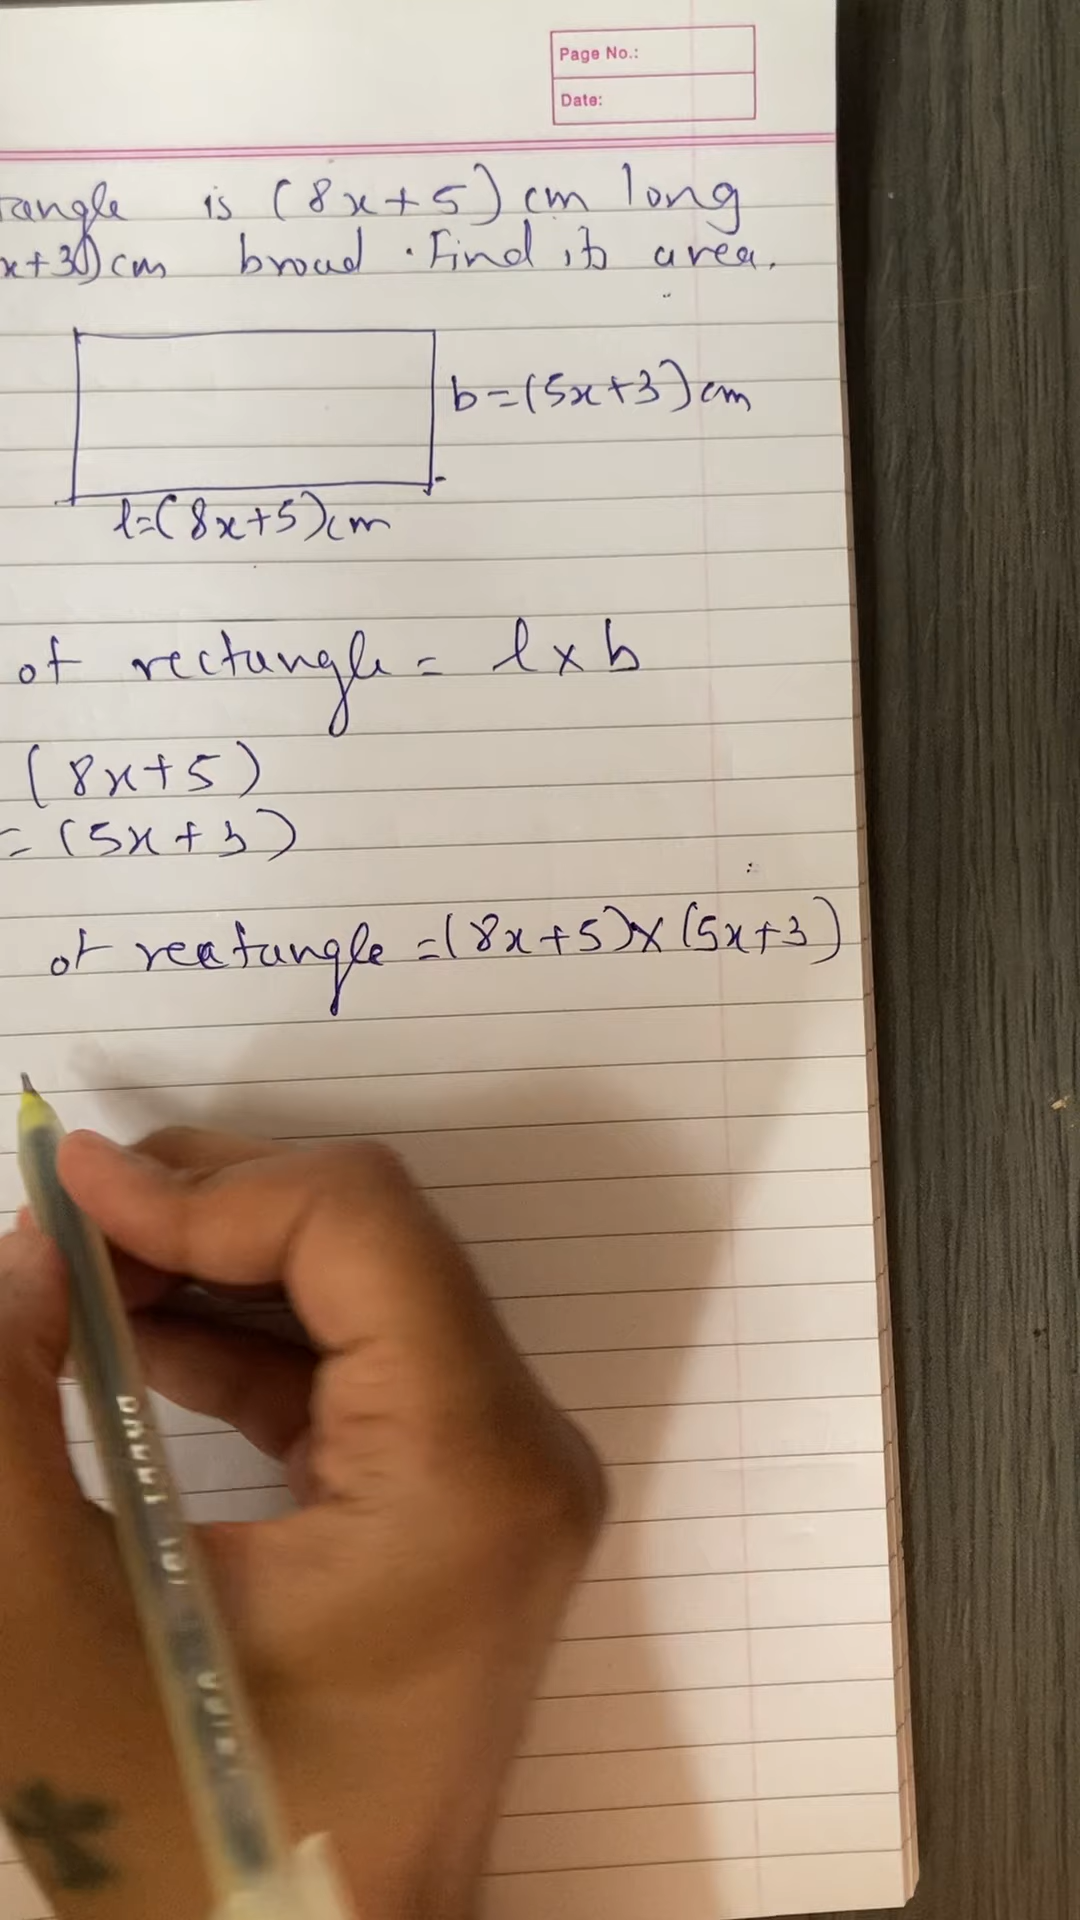 Page No.:
Date:
angle is (8x+5) cm long
x+3) cm broad. Find its area.
b=(5x+3) cm
l=(8x+5) cm
of rectangle = l x b
(8x+5)
= (5x+3)
of rectangle =(8x+5)x(5x+3)